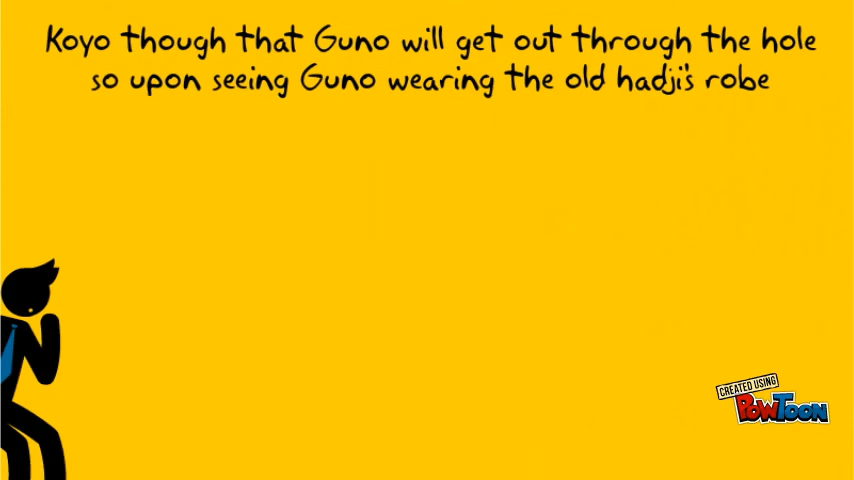 Koyo though that Guno will get out through the hole
so upon seeing Guno wearing the old hadji's robe
CREATED USING
POWTOON